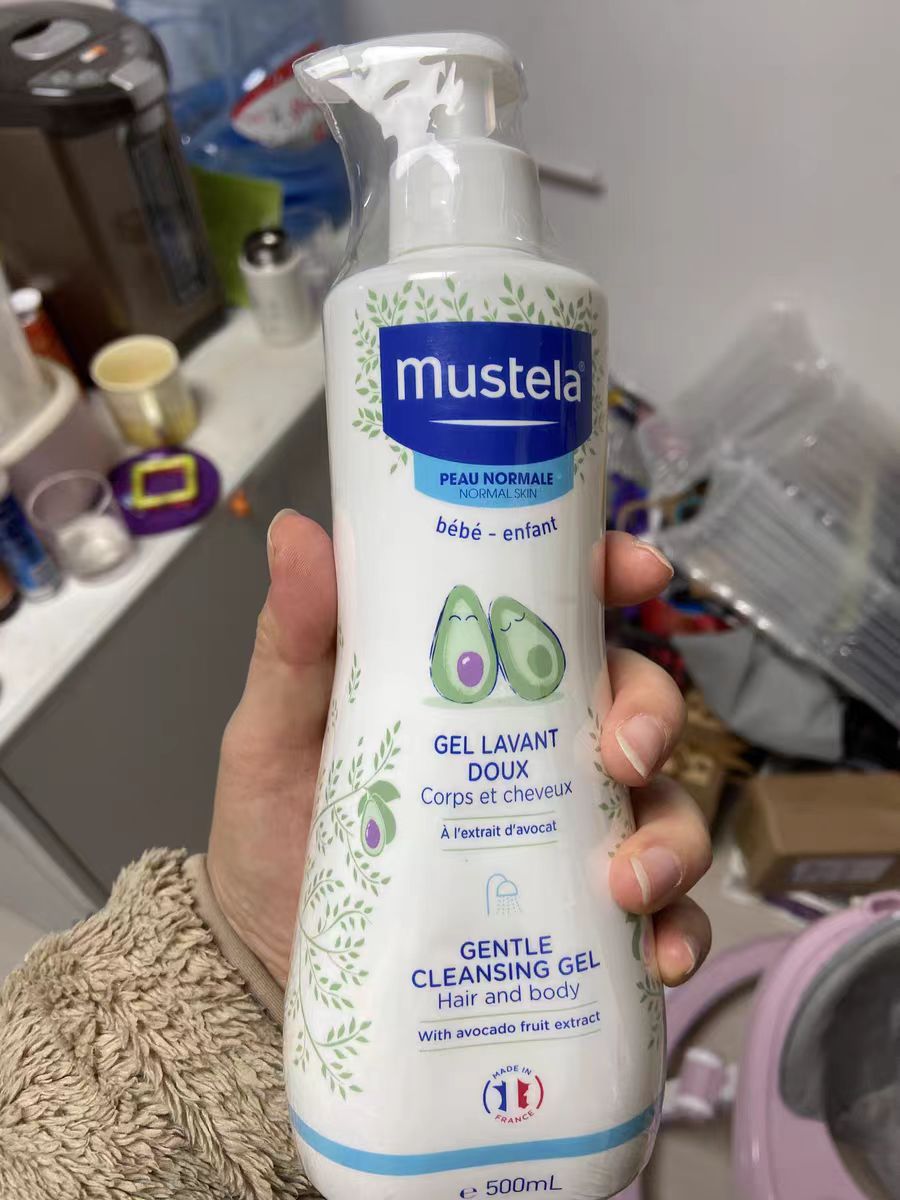 mustela®
PEAU NORMALE
NORMAL SKIN
bébé - enfant
GEL LAVANT
DOUX
Corps et cheveux
À l'extrait d'avocat
GENTLE
CLEANSING GEL
Hair and body
With avocado fruit extract
MADE IN
FRANCE
℮ 500mL